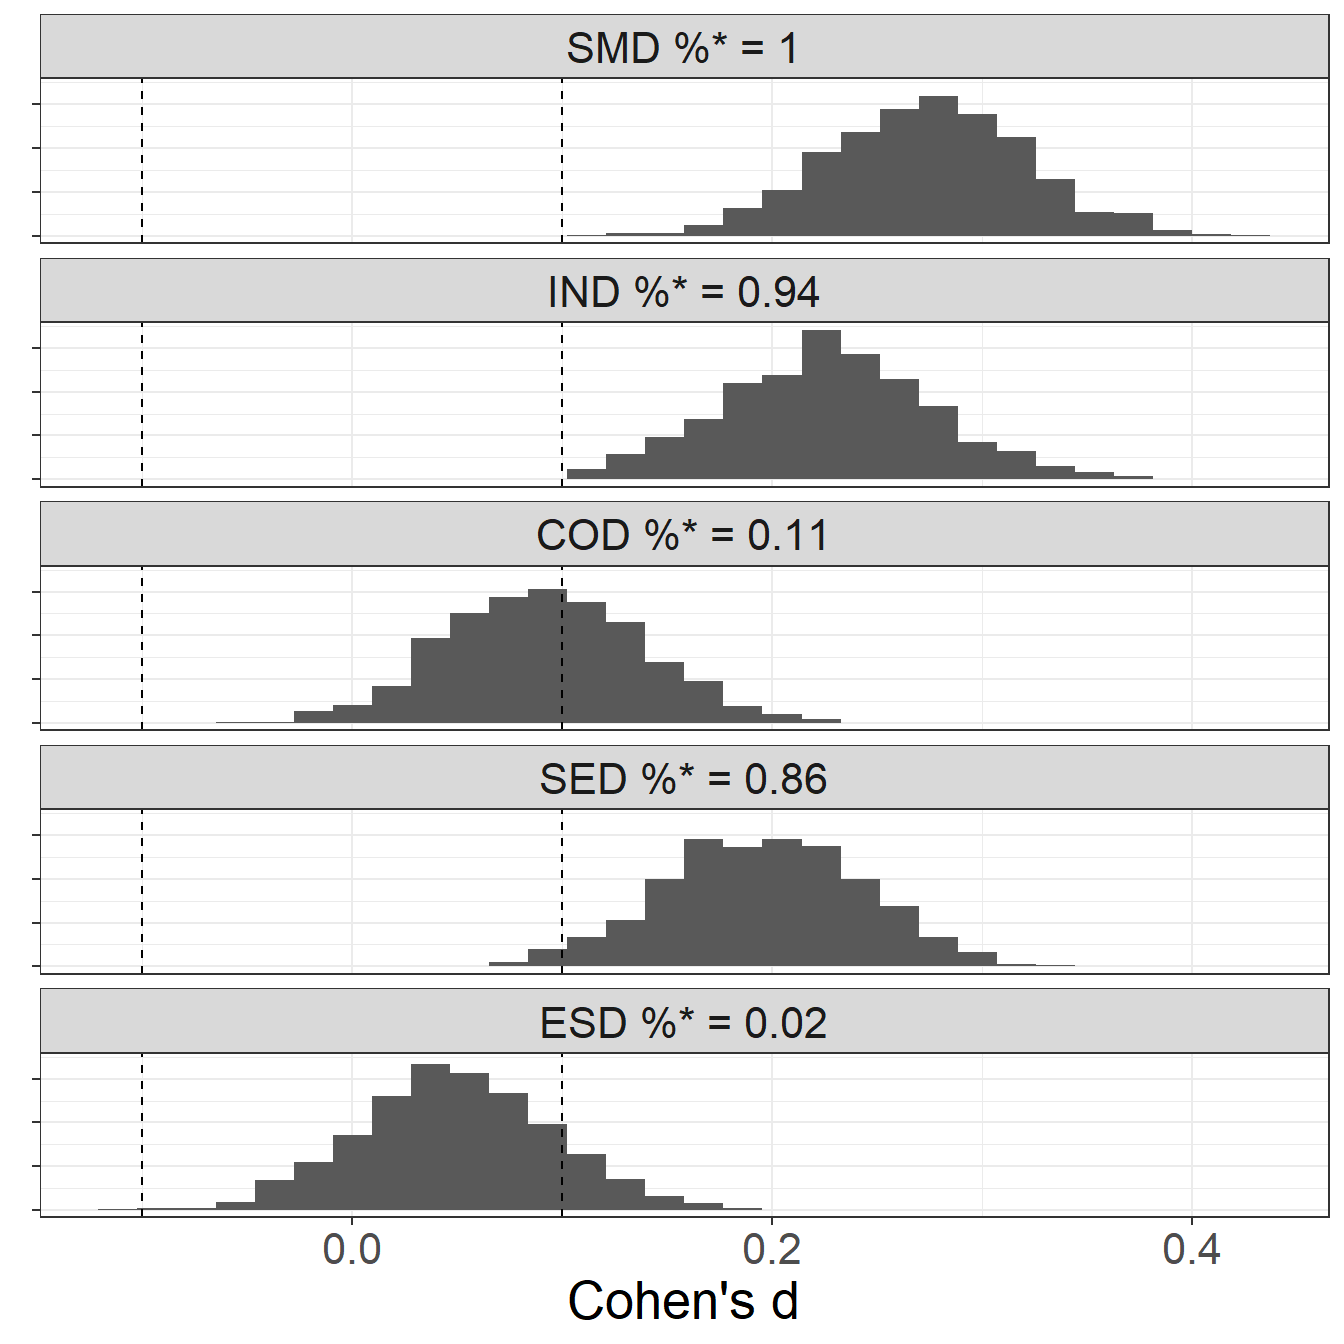 SMD %* = 1
IND %* = 0.94
COD %* = 0.11
SED %* = 0.86
ESD %* = 0.02
0.0 0.2 0.4
Cohen's d